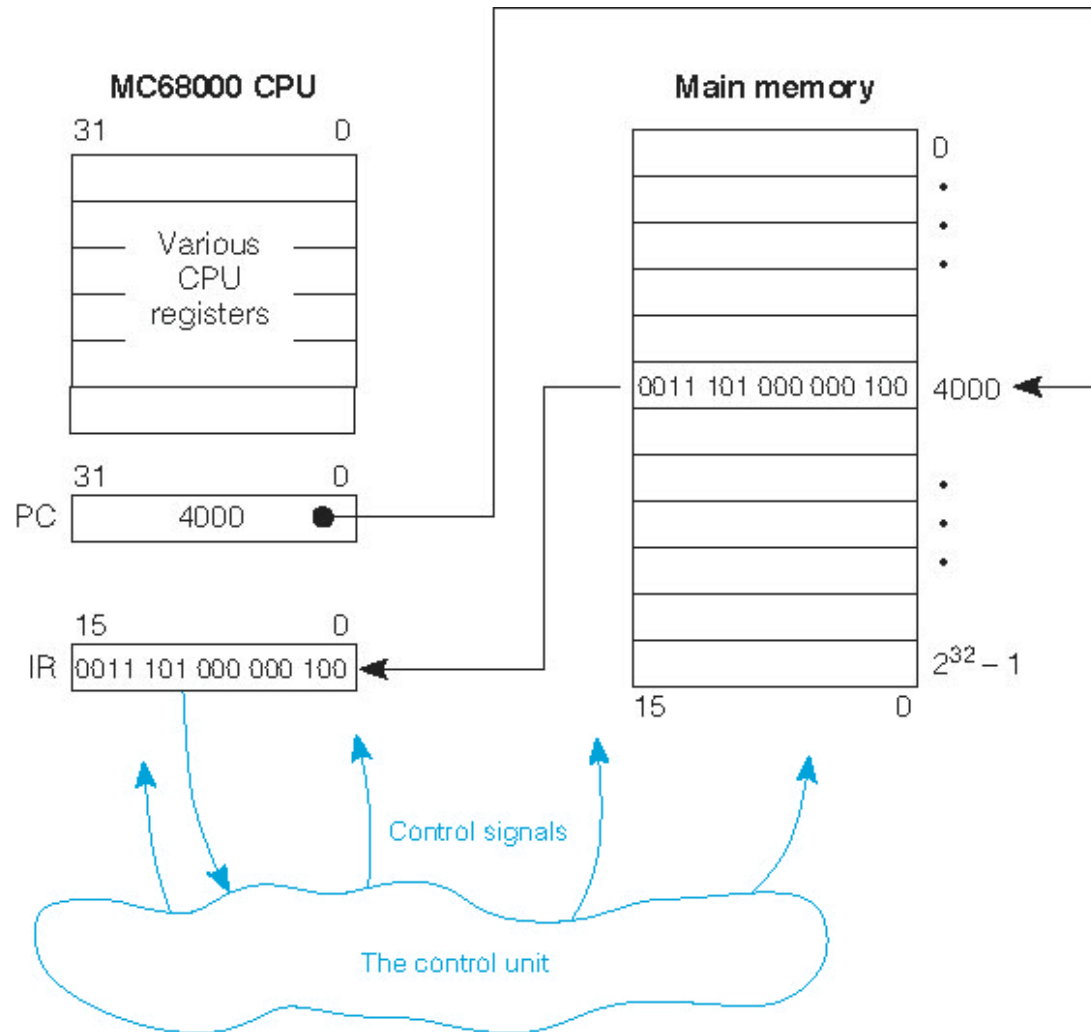 MC68000 CPU
31 0
Various
CPU
registers
31 0
PC 4000
15 0
IR 0011 101 000 000 100
Main memory
0
0011 101 000 000 100 4000
2³² – 1
15 0
Control signals
The control unit